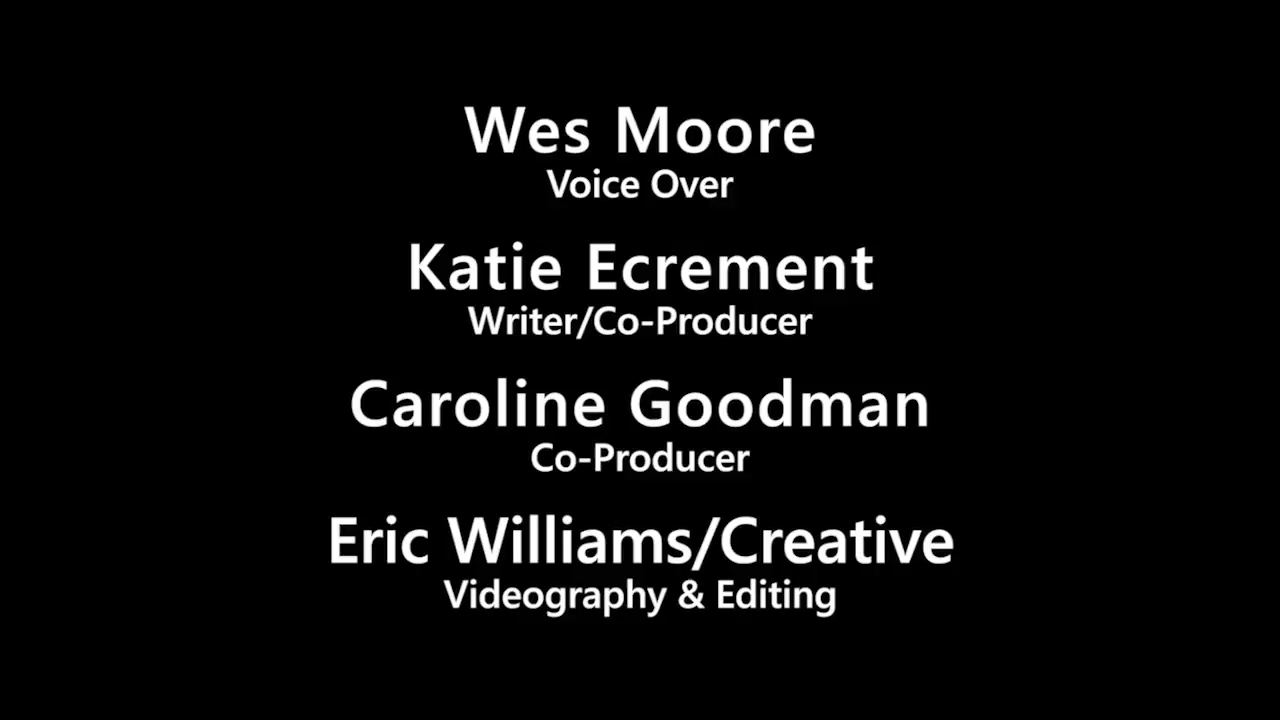 Wes Moore
Voice Over
Katie Ecrement
Writer/Co-Producer
Caroline Goodman
Co-Producer
Eric Williams/Creative
Videography & Editing